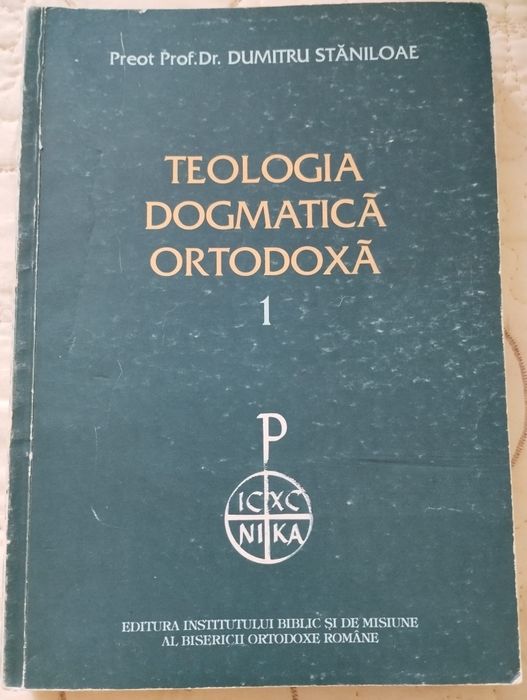 Preot Prof. Dr. DUMITRU STĂNILOAE
TEOLOGIA
DOGMATICĂ
ORTODOXĂ
1
P
IC XC
NI KA
EDITURA INSTITUTULUI BIBLIC ȘI DE MISIUNE
AL BISERICII ORTODOXE ROMÂNE